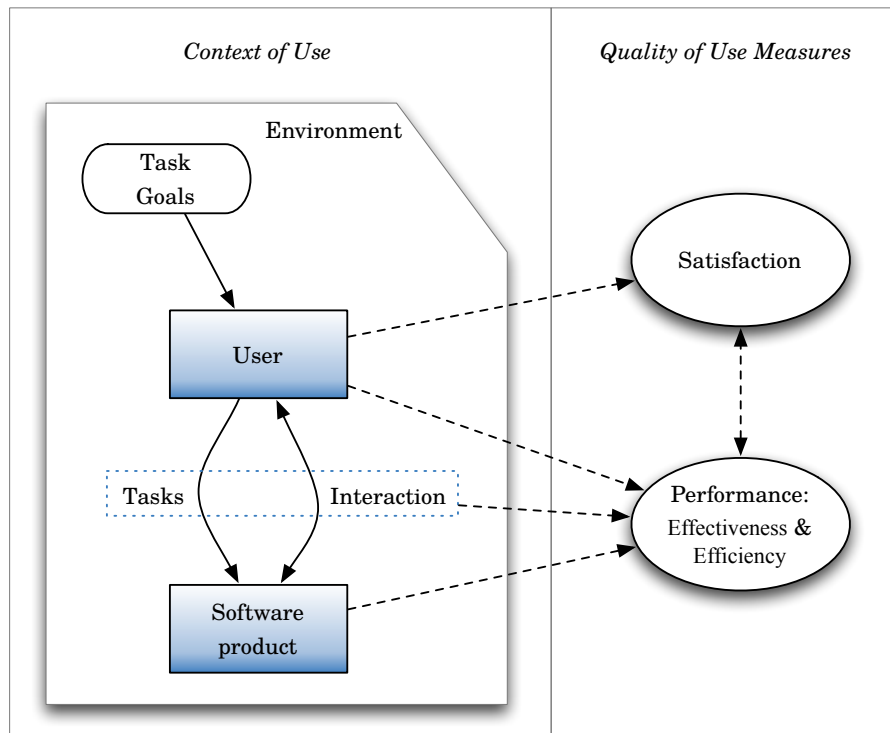 Context of Use
Quality of Use Measures
Environment
Task
Goals
User
Tasks
Interaction
Software
product
Satisfaction
Performance:
Effectiveness &
Efficiency